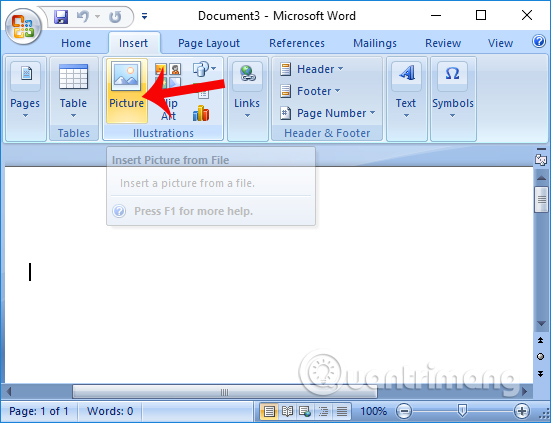 Document3 - Microsoft Word
Home Insert Page Layout References Mailings Review View
Pages
Table
Picture
Art
Links
Header
Footer
Page Number
Text
Symbols
Tables
Illustrations
Header & Footer
Insert Picture from File
Insert a picture from a file.
Press F1 for more help.
Quantrimang
Page: 1 of 1 Words: 0 100%